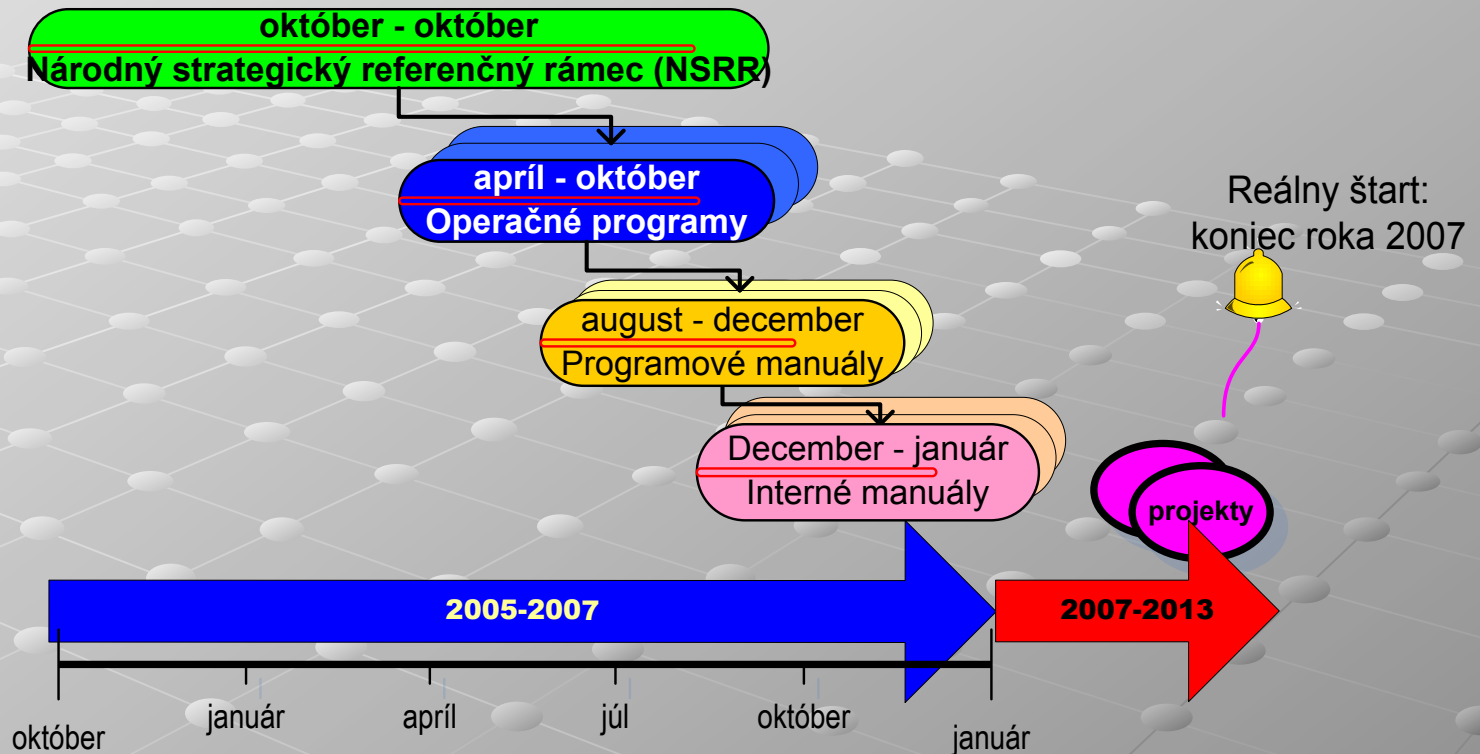 október - október
Národný strategický referenčný rámec (NSRR)
apríl - október
Operačné programy
Reálny štart:
koniec roka 2007
august - december
Programové manuály
December - január
Interné manuály
projekty
2005-2007
2007-2013
október
január
apríl
júl
október
január